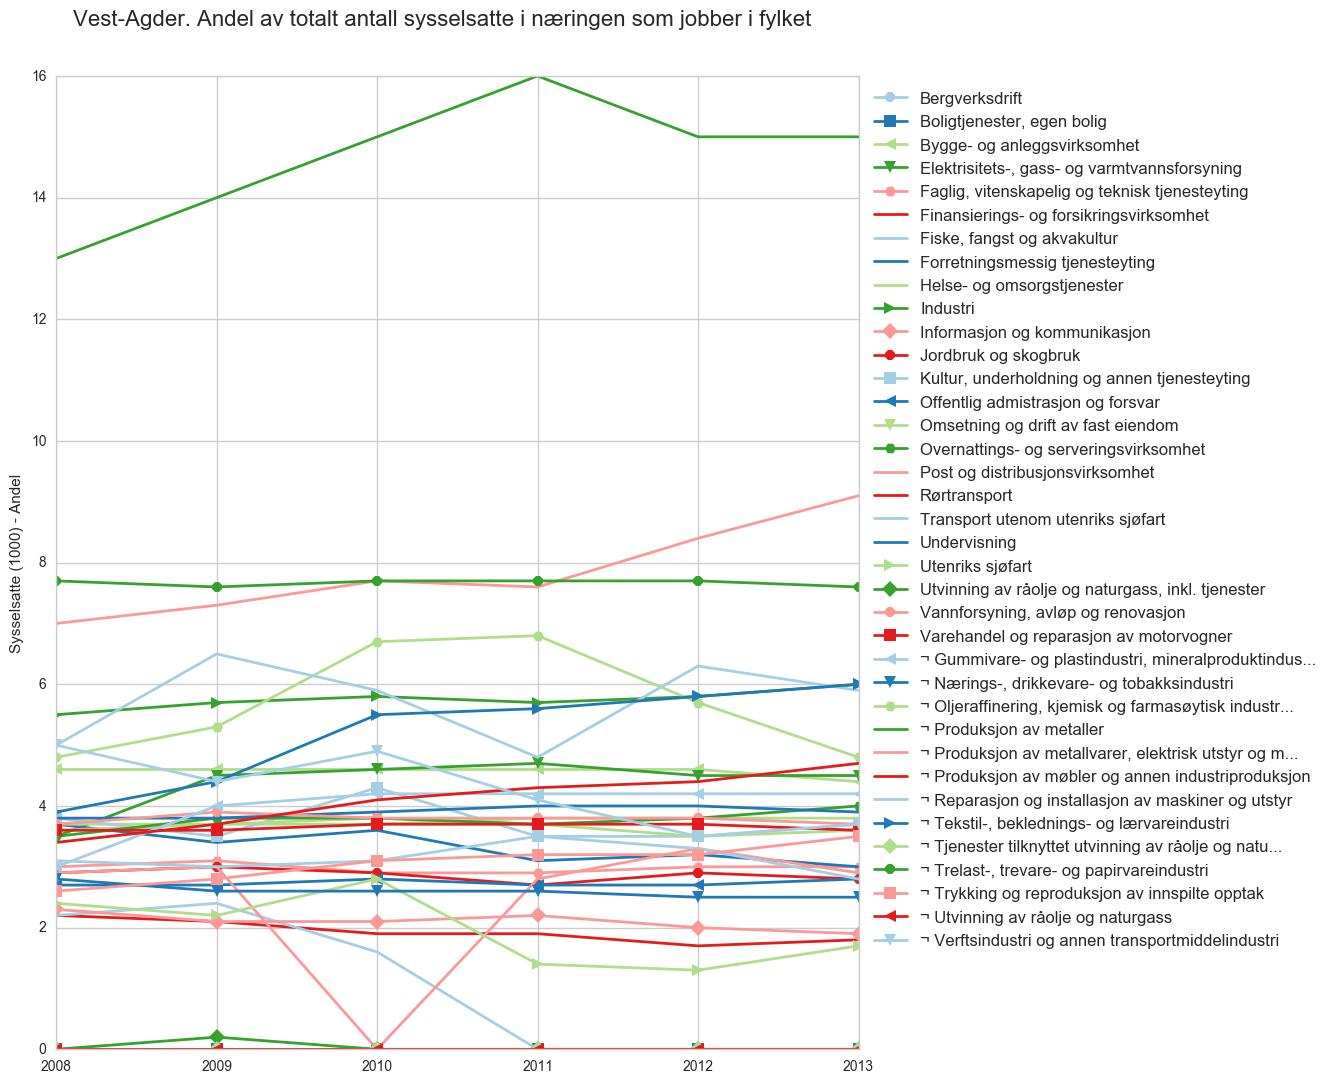 Vest-Agder. Andel av totalt antall sysselsatte i næringen som jobber i fylket
16
14
12
10
8
6
4
2
0
Sysselsatte (1000) - Andel
2008
2009
2010
2011
2012
2013
Bergverksdrift
Boligtjenester, egen bolig
Bygge- og anleggsvirksomhet
Elektrisitets-, gass- og varmtvannsforsyning
Faglig, vitenskapelig og teknisk tjenesteyting
Finansierings- og forsikringsvirksomhet
Fiske, fangst og akvakultur
Forretningsmessig tjenesteyting
Helse- og omsorgstjenester
Industri
Informasjon og kommunikasjon
Jordbruk og skogbruk
Kultur, underholdning og annen tjenesteyting
Offentlig admistrasjon og forsvar
Omsetning og drift av fast eiendom
Overnattings- og serveringsvirksomhet
Post og distribusjonsvirksomhet
Rørtransport
Transport utenom utenriks sjøfart
Undervisning
Utenriks sjøfart
Utvinning av råolje og naturgass, inkl. tjenester
Vannforsyning, avløp og renovasjon
Varehandel og reparasjon av motorvogner
¬ Gummivare- og plastindustri, mineralproduktindus...
¬ Nærings-, drikkevare- og tobakksindustri
¬ Oljeraffinering, kjemisk og farmasøytisk industr...
¬ Produksjon av metaller
¬ Produksjon av metallvarer, elektrisk utstyr og m...
¬ Produksjon av møbler og annen industriproduksjon
¬ Reparasjon og installasjon av maskiner og utstyr
¬ Tekstil-, beklednings- og lærvareindustri
¬ Tjenester tilknyttet utvinning av råolje og natu...
¬ Trelast-, trevare- og papirvareindustri
¬ Trykking og reproduksjon av innspilte opptak
¬ Utvinning av råolje og naturgass
¬ Verftsindustri og annen transportmiddelindustri